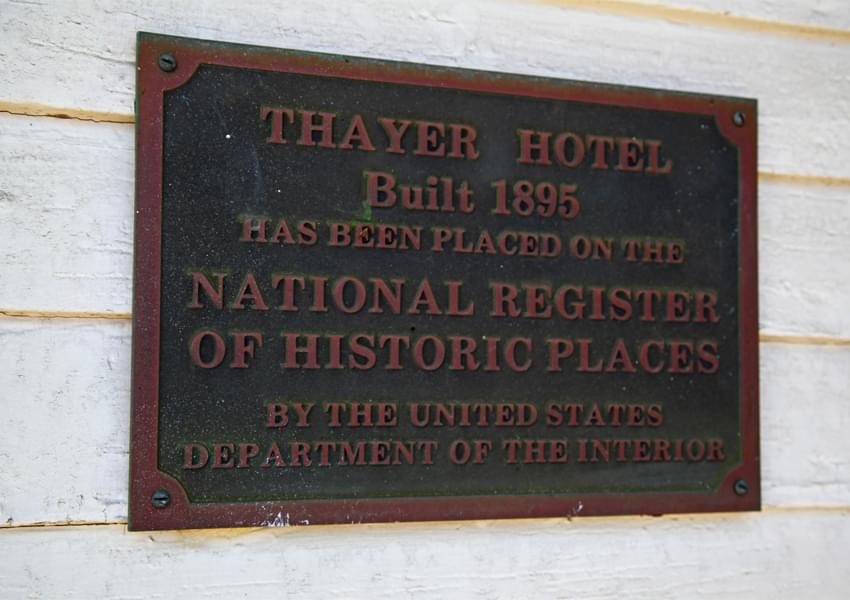 THAYER HOTEL
Built 1895
HAS BEEN PLACED ON THE
NATIONAL REGISTER
OF HISTORIC PLACES
BY THE UNITED STATES
DEPARTMENT OF THE INTERIOR